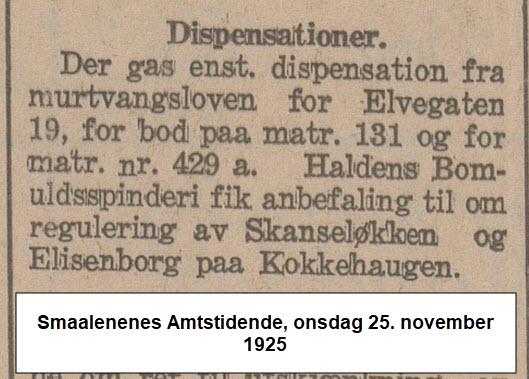 Dispensationer.
Der gas enst. dispensation fra
murtvangsloven for Elvegaten
19, for bod paa matr. 131 og for
matr. nr. 429 a. Haldens Bom-
uldsspinderi fik anbefaling til om
regulering av Skanseløkken og
Elisenborg paa Kokkehaugen.
Smaalenenes Amtstidende, onsdag 25. november
1925